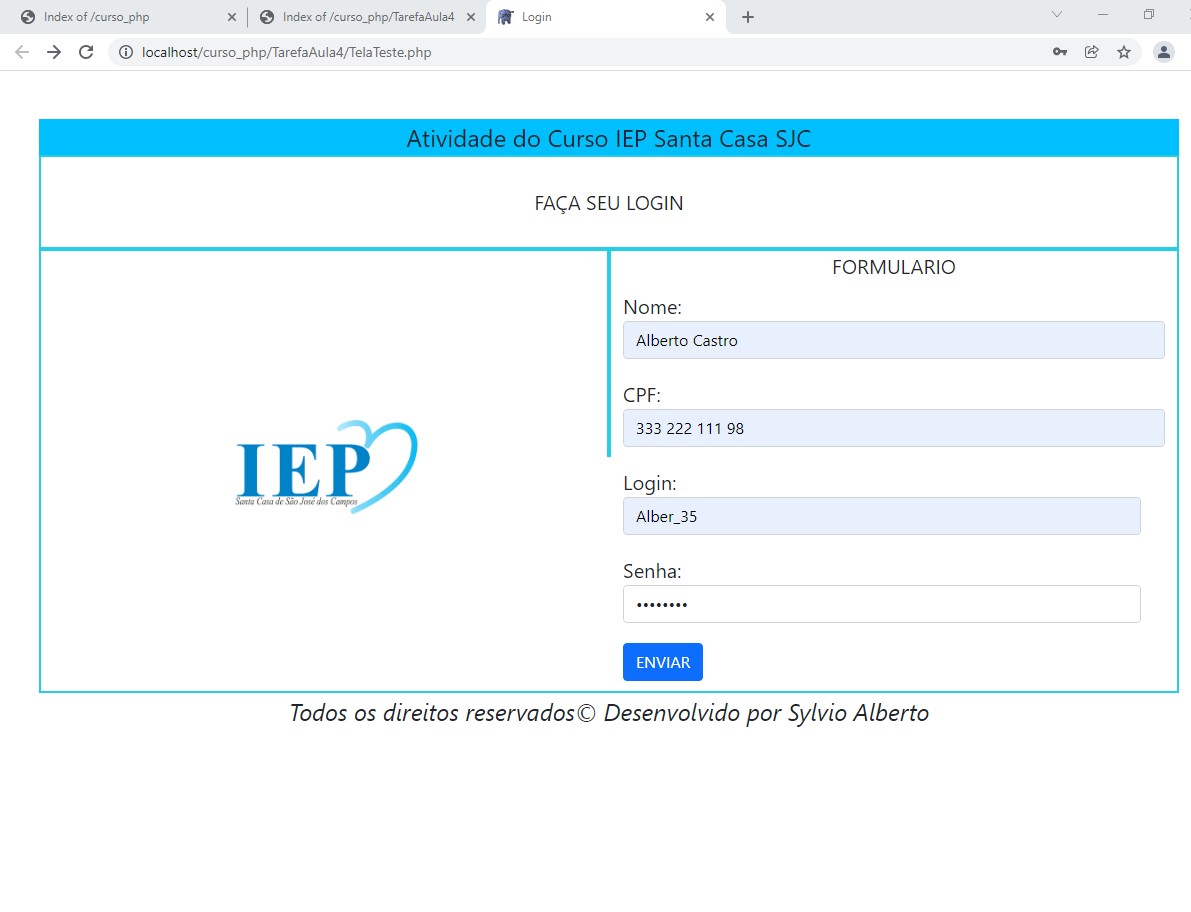 Index of /curso_php
Index of /curso_php/TarefaAula4
Login
localhost/curso_php/TarefaAula4/TelaTeste.php
Atividade do Curso IEP Santa Casa SJC
FAÇA SEU LOGIN
IEP
Santa Casa de São José dos Campos
FORMULARIO
Nome:
Alberto Castro
CPF:
333 222 111 98
Login:
Alber_35
Senha:
••••••••
ENVIAR
Todos os direitos reservados© Desenvolvido por Sylvio Alberto